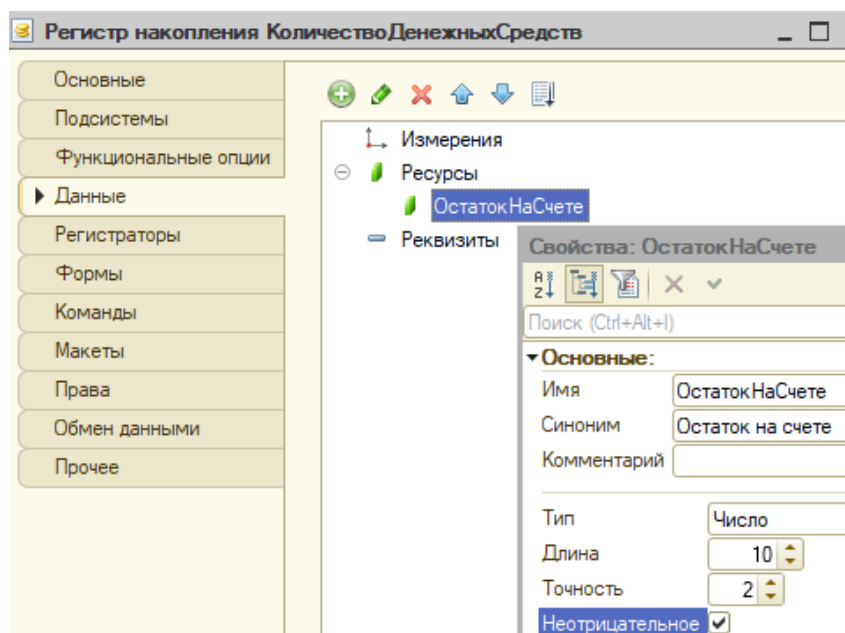 Регистр накопления КоличествоДенежныхСредств
Основные
Подсистемы
Функциональные опции
Данные
Регистраторы
Формы
Команды
Макеты
Права
Обмен данными
Прочее
Измерения
Ресурсы
ОстатокНаСчете
Реквизиты
Свойства: ОстатокНаСчете
Поиск (Ctrl+Alt+I)
Основные:
Имя ОстатокНаСчете
Синоним Остаток на счете
Комментарий
Тип Число
Длина 10
Точность 2
Неотрицательное